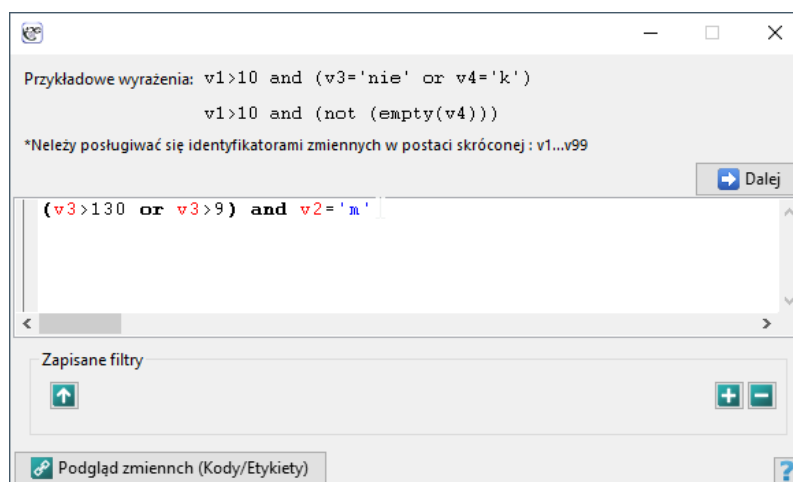 Przykładowe wyrażenia: v1>10 and (v3='nie' or v4='k')
v1>10 and (not (empty(v4)))
*Neleży posługiwać się identyfikatorami zmiennych w postaci skróconej : v1...v99
Dalej
(v3>130 or v3>9) and v2='m'
Zapisane filtry
Podgląd zmiennch (Kody/Etykiety)
?